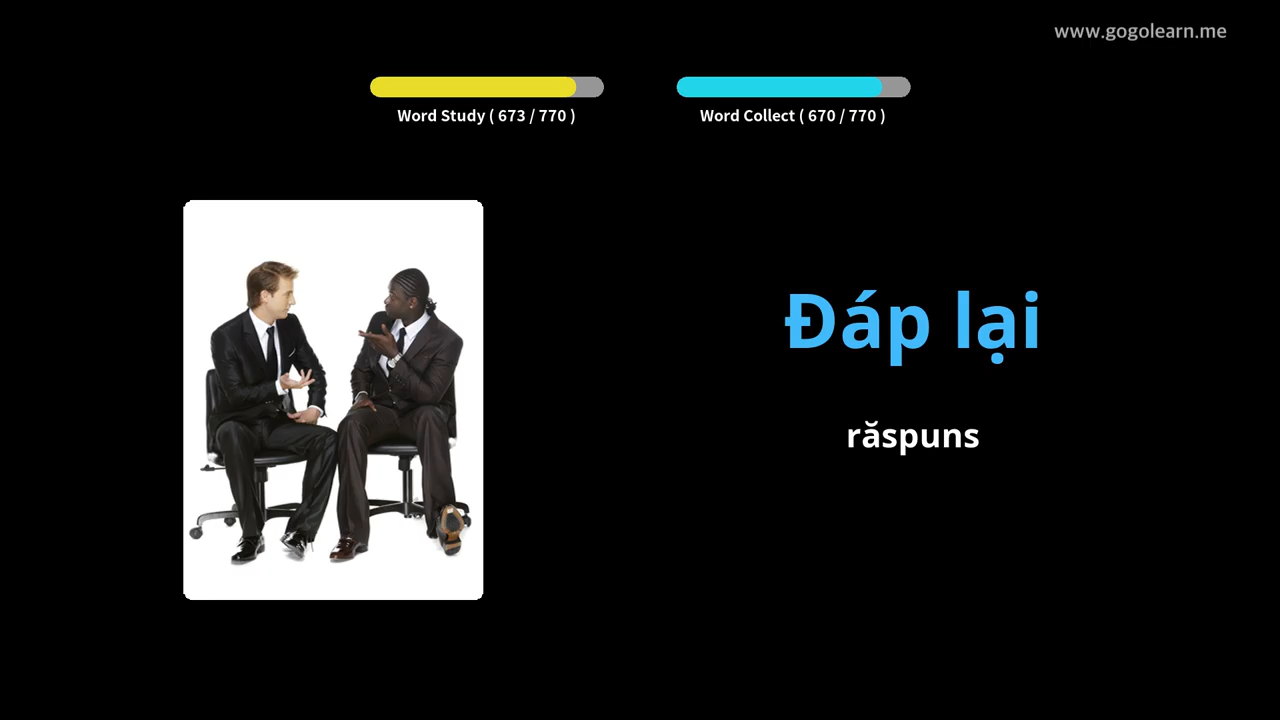 www.gogolearn.me
Word Study ( 673 / 770 )
Word Collect ( 670 / 770 )
Đáp lại
răspuns